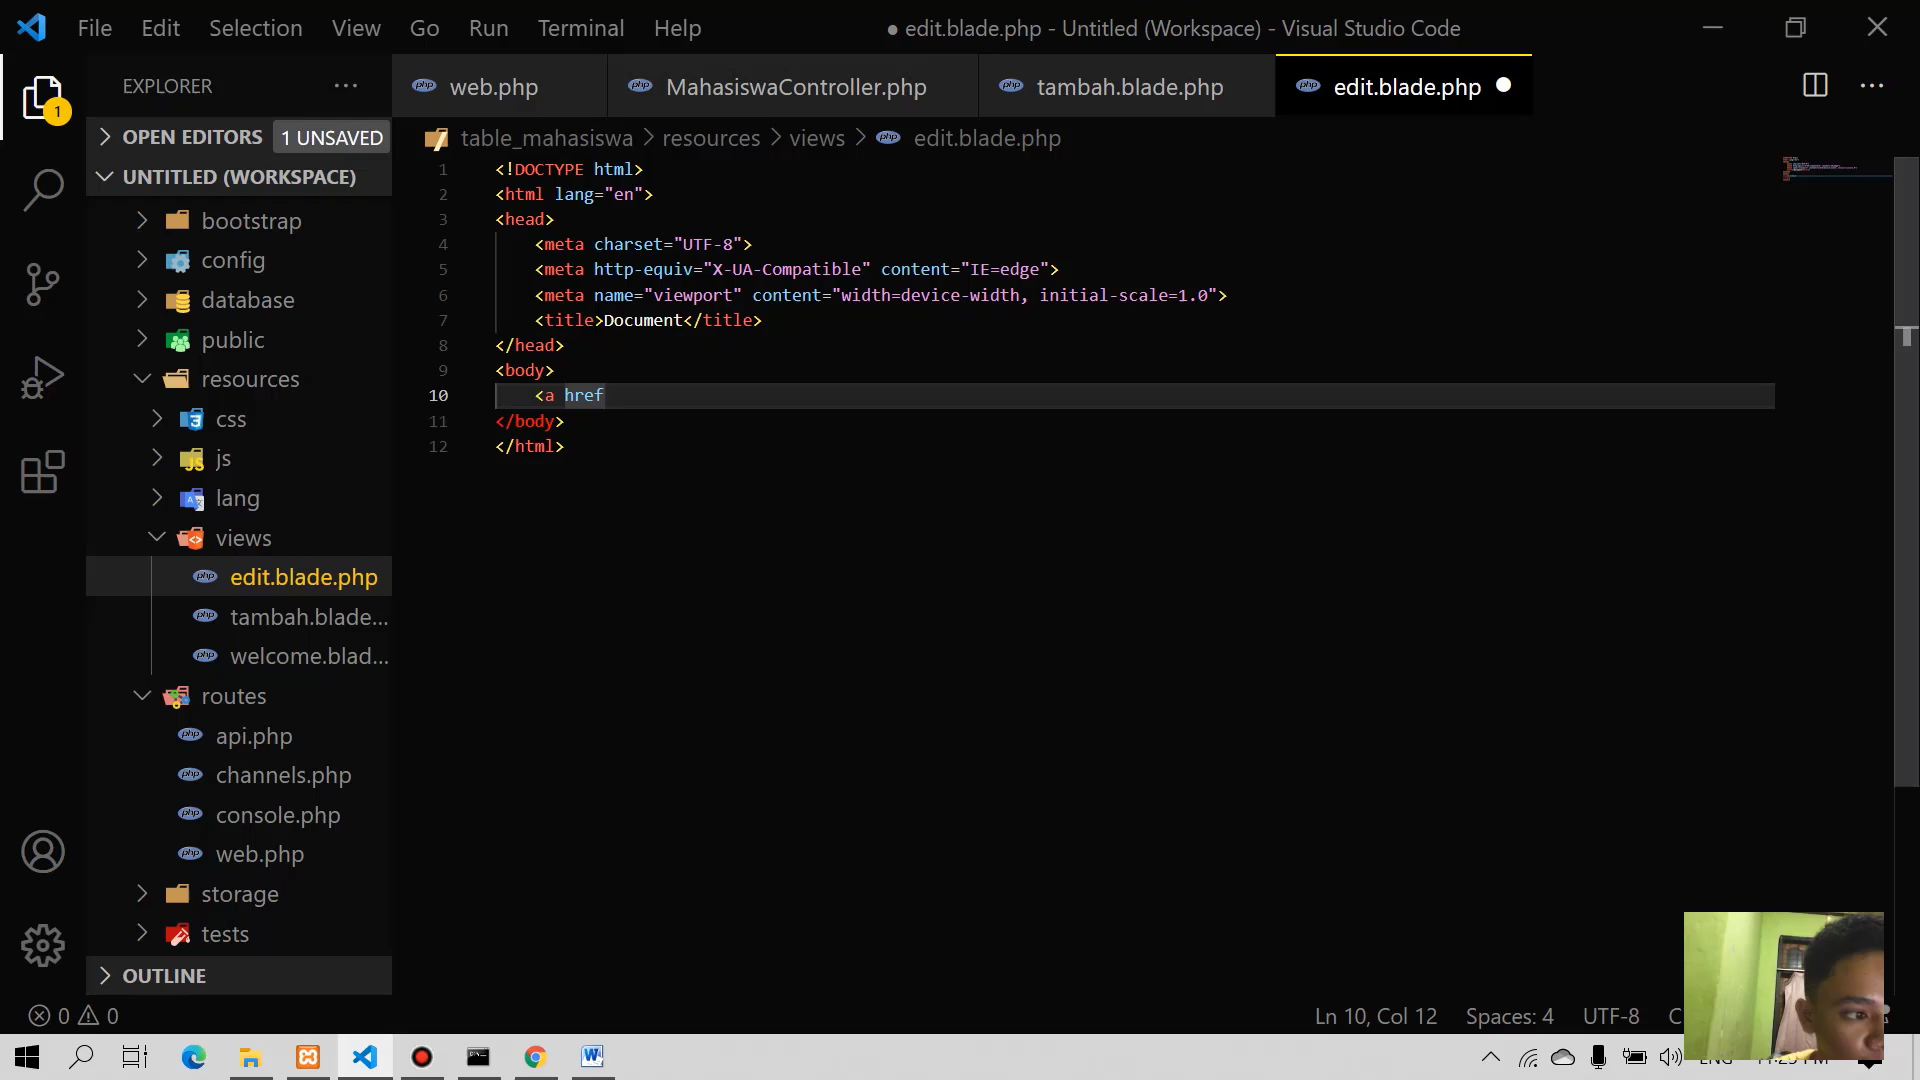 File Edit Selection View Go Run Terminal Help
● edit.blade.php - Untitled (Workspace) - Visual Studio Code
EXPLORER ···
web.php
MahasiswaController.php
tambah.blade.php
edit.blade.php
1
OPEN EDITORS 1 UNSAVED
UNTITLED (WORKSPACE)
bootstrap
config
database
public
resources
css
js
lang
views
edit.blade.php
tambah.blade...
welcome.blad...
routes
api.php
channels.php
console.php
web.php
storage
tests
OUTLINE
table_mahasiswa > resources > views > edit.blade.php
1 <!DOCTYPE html>
2 <html lang="en">
3 <head>
4 <meta charset="UTF-8">
5 <meta http-equiv="X-UA-Compatible" content="IE=edge">
6 <meta name="viewport" content="width=device-width, initial-scale=1.0">
7 <title>Document</title>
8 </head>
9 <body>
10 <a href
11 </body>
12 </html>
0 0
Ln 10, Col 12 Spaces: 4 UTF-8